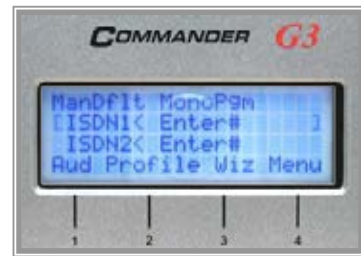 COMMANDER G3
ManDflt MonoPgm
[ISDN1< Enter# ]
ISDN2< Enter#
Aud Profile Wiz Menu
1 2 3 4